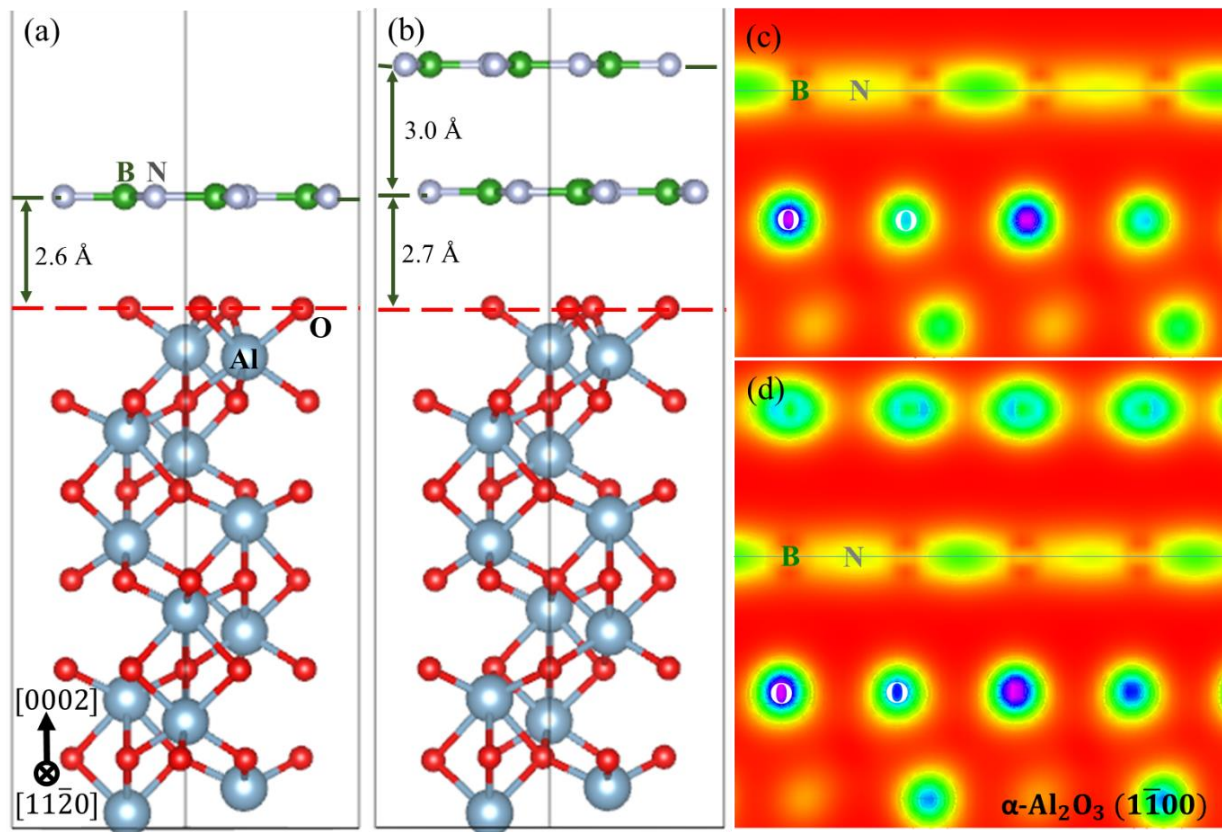 (a)
B N
2.6 Å
O
Al
[0002]
[112̅0]
(b)
3.0 Å
2.7 Å
(c)
B N
O O
(d)
B N
O O
α-Al₂O₃ (11̅00)